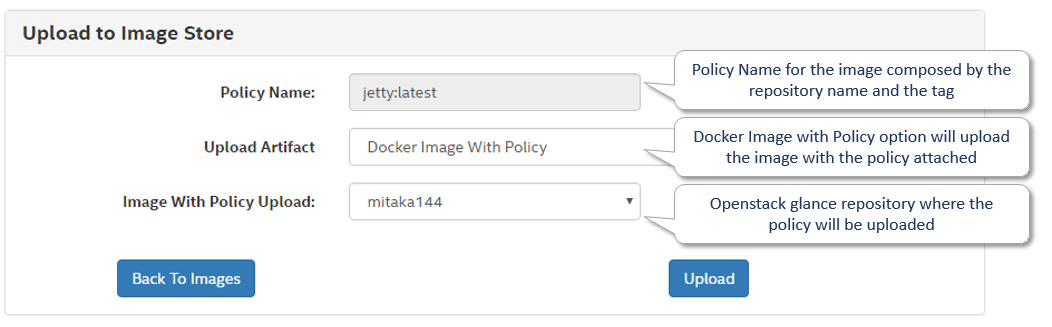 Upload to Image Store
Policy Name:
jetty:latest
Policy Name for the image composed by the
repository name and the tag
Upload Artifact
Docker Image With Policy
Docker Image with Policy option will upload
the image with the policy attached
Image With Policy Upload:
mitaka144
Openstack glance repository where the
policy will be uploaded
Back To Images
Upload